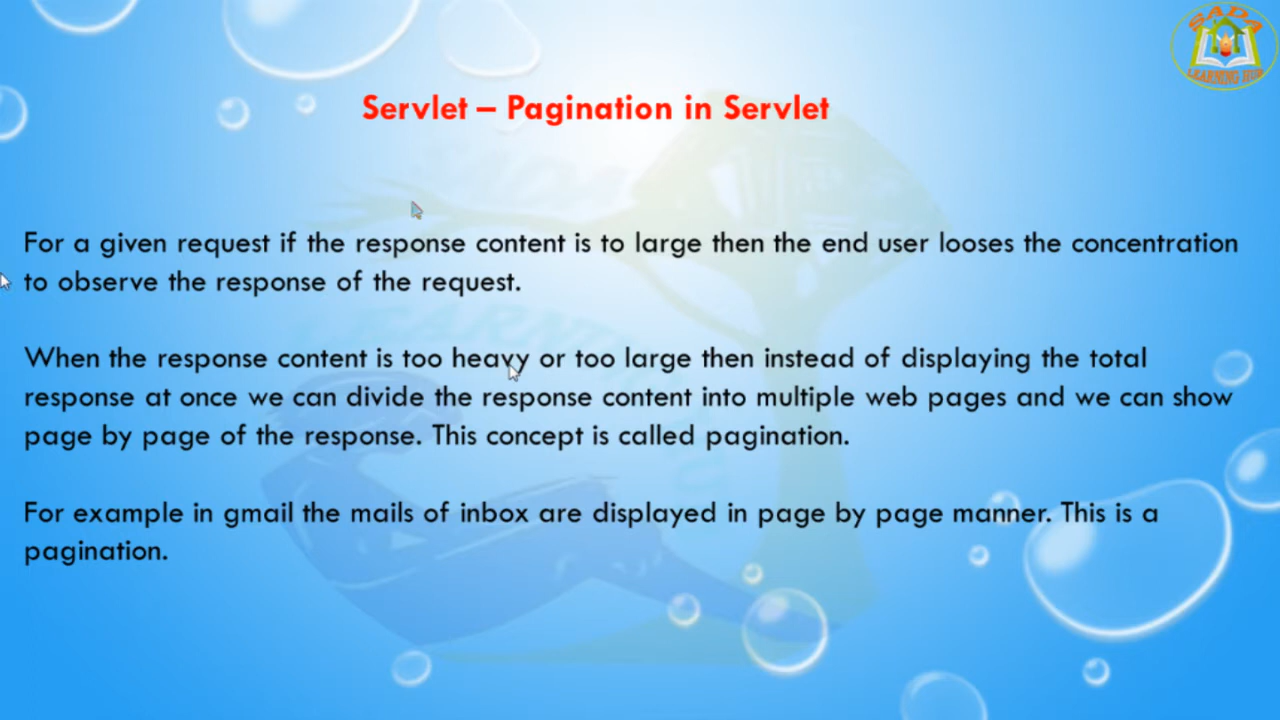 SADA
LEARNING HUB
Servlet – Pagination in Servlet
For a given request if the response content is to large then the end user looses the concentration
to observe the response of the request.
When the response content is too heavy or too large then instead of displaying the total
response at once we can divide the response content into multiple web pages and we can show
page by page of the response. This concept is called pagination.
For example in gmail the mails of inbox are displayed in page by page manner. This is a
pagination.